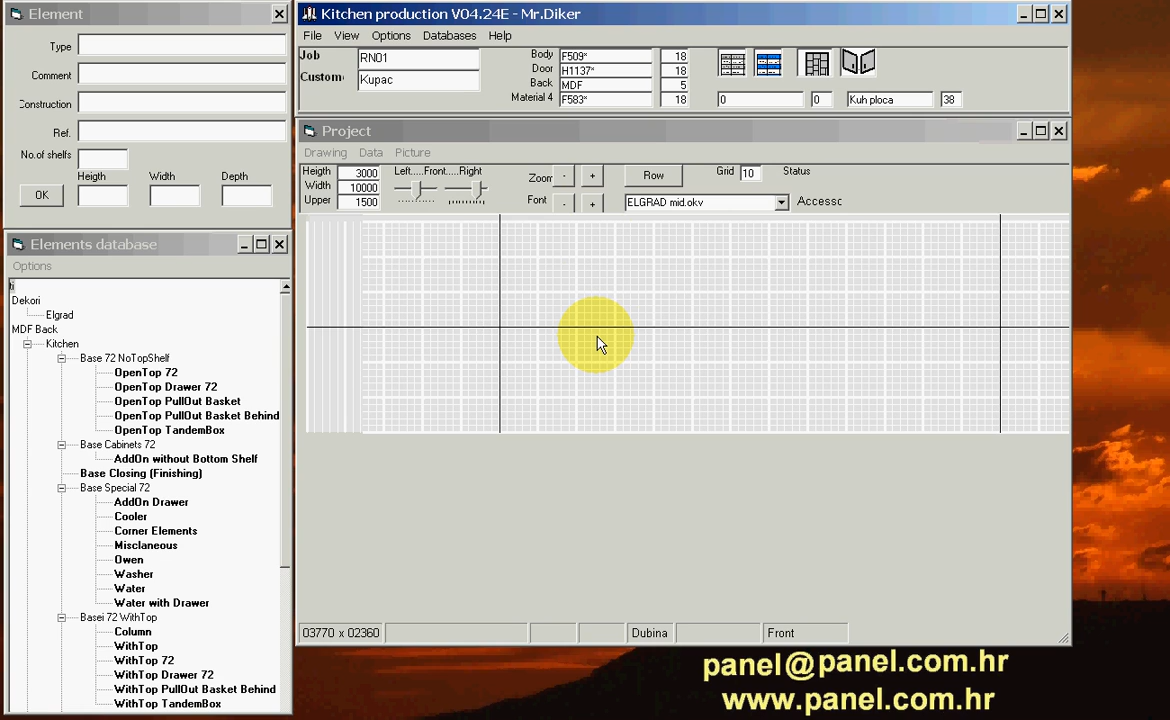 Element
Type
Comment
Construction
Ref.
No.of shelfs
Heigth Width Depth
OK
Elements database
Options
Dekori
Elgrad
MDF Back
Kitchen
Base 72 NoTopShelf
OpenTop 72
OpenTop Drawer 72
OpenTop PullOut Basket
OpenTop PullOut Basket Behind
OpenTop TandemBox
Base Cabinets 72
AddOn without Bottom Shelf
Base Closing (Finishing)
Base Special 72
AddOn Drawer
Cooler
Corner Elements
Misclaneous
Owen
Washer
Water
Water with Drawer
Basei 72 WithTop
Column
WithTop
WithTop 72
WithTop Drawer 72
WithTop PullOut Basket Behind
WithTop TandemBox
Kitchen production V04.24E - Mr.Diker
File View Options Databases Help
Job RN01
Custom Kupac
Body F509* 18
Door H1137* 18
Back MDF 5
Material 4 F583* 18
0 0 Kuh ploca 38
Project
Drawing Data Picture
Heigth 3000
Width 10000
Upper 1500
Left.....Front.....Right
Zoom - +
Font - +
Row
Grid 10 Status
ELGRAD mid.okv Accessc
03770 x 02360 Dubina Front
panel@panel.com.hr
www.panel.com.hr